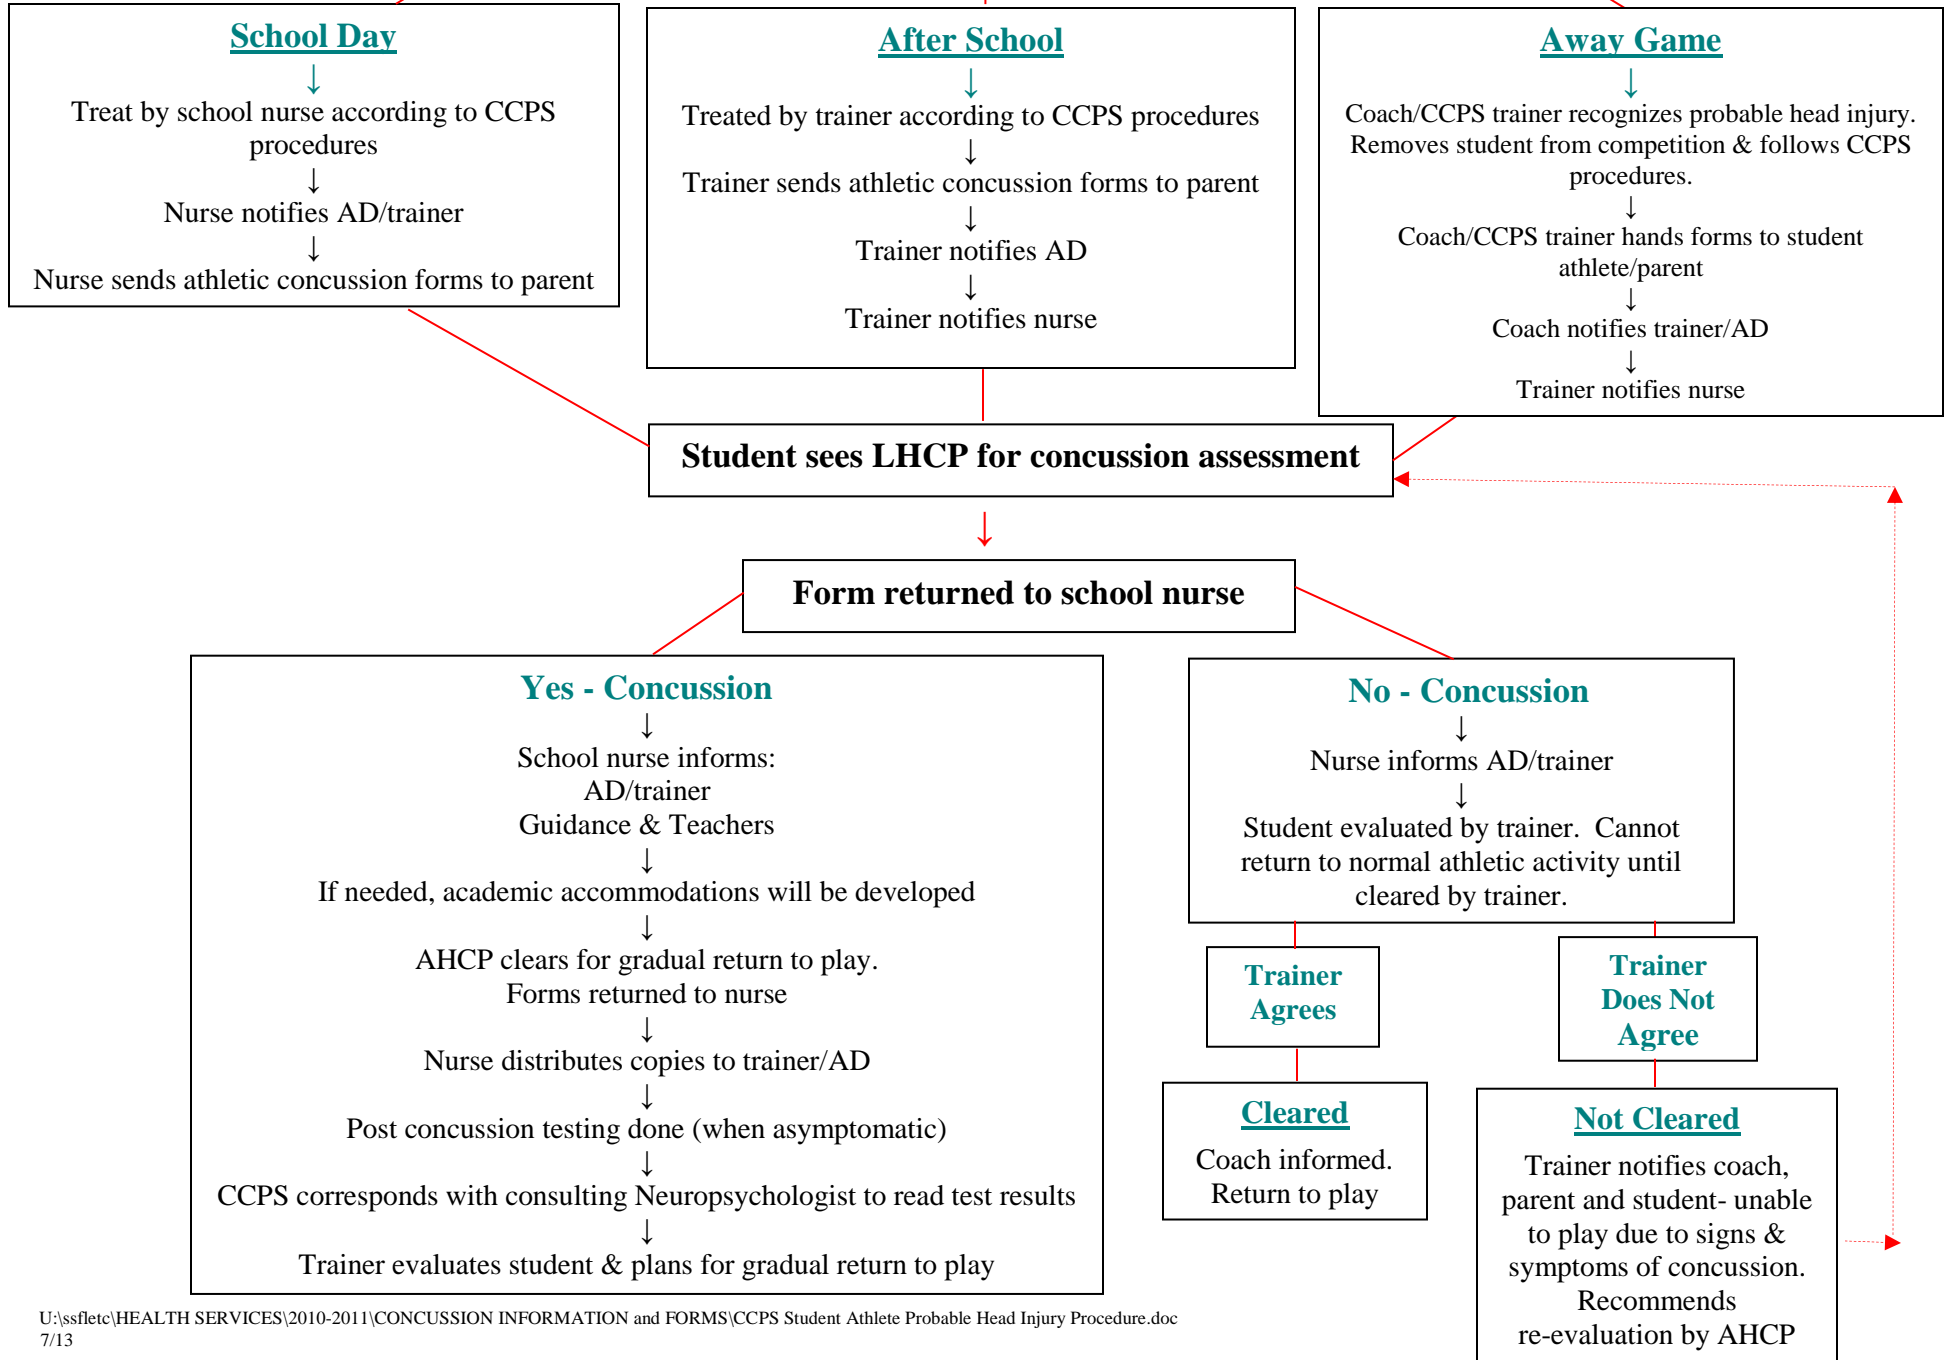 School Day
↓
Treat by school nurse according to CCPS
procedures
↓
Nurse notifies AD/trainer
↓
Nurse sends athletic concussion forms to parent
After School
↓
Treated by trainer according to CCPS procedures
↓
Trainer sends athletic concussion forms to parent
↓
Trainer notifies AD
↓
Trainer notifies nurse
Away Game
↓
Coach/CCPS trainer recognizes probable head injury.
Removes student from competition & follows CCPS
procedures.
↓
Coach/CCPS trainer hands forms to student
athlete/parent
↓
Coach notifies trainer/AD
↓
Trainer notifies nurse
Student sees LHCP for concussion assessment
↓
Form returned to school nurse
Yes - Concussion
↓
School nurse informs:
AD/trainer
Guidance & Teachers
↓
If needed, academic accommodations will be developed
↓
AHCP clears for gradual return to play.
Forms returned to nurse
↓
Nurse distributes copies to trainer/AD
↓
Post concussion testing done (when asymptomatic)
↓
CCPS corresponds with consulting Neuropsychologist to read test results
↓
Trainer evaluates student & plans for gradual return to play
No - Concussion
↓
Nurse informs AD/trainer
↓
Student evaluated by trainer.  Cannot
return to normal athletic activity until
cleared by trainer.
Trainer
Agrees
Trainer
Does Not
Agree
Cleared
Coach informed.
Return to play
Not Cleared
Trainer notifies coach,
parent and student- unable
to play due to signs &
symptoms of concussion.
Recommends
re-evaluation by AHCP
U:\ssfletc\HEALTH SERVICES\2010-2011\CONCUSSION INFORMATION and FORMS\CCPS Student Athlete Probable Head Injury Procedure.doc
7/13